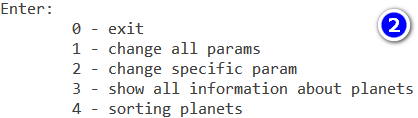 Enter:
0 - exit
1 - change all params
2 - change specific param
3 - show all information about planets
4 - sorting planets
2